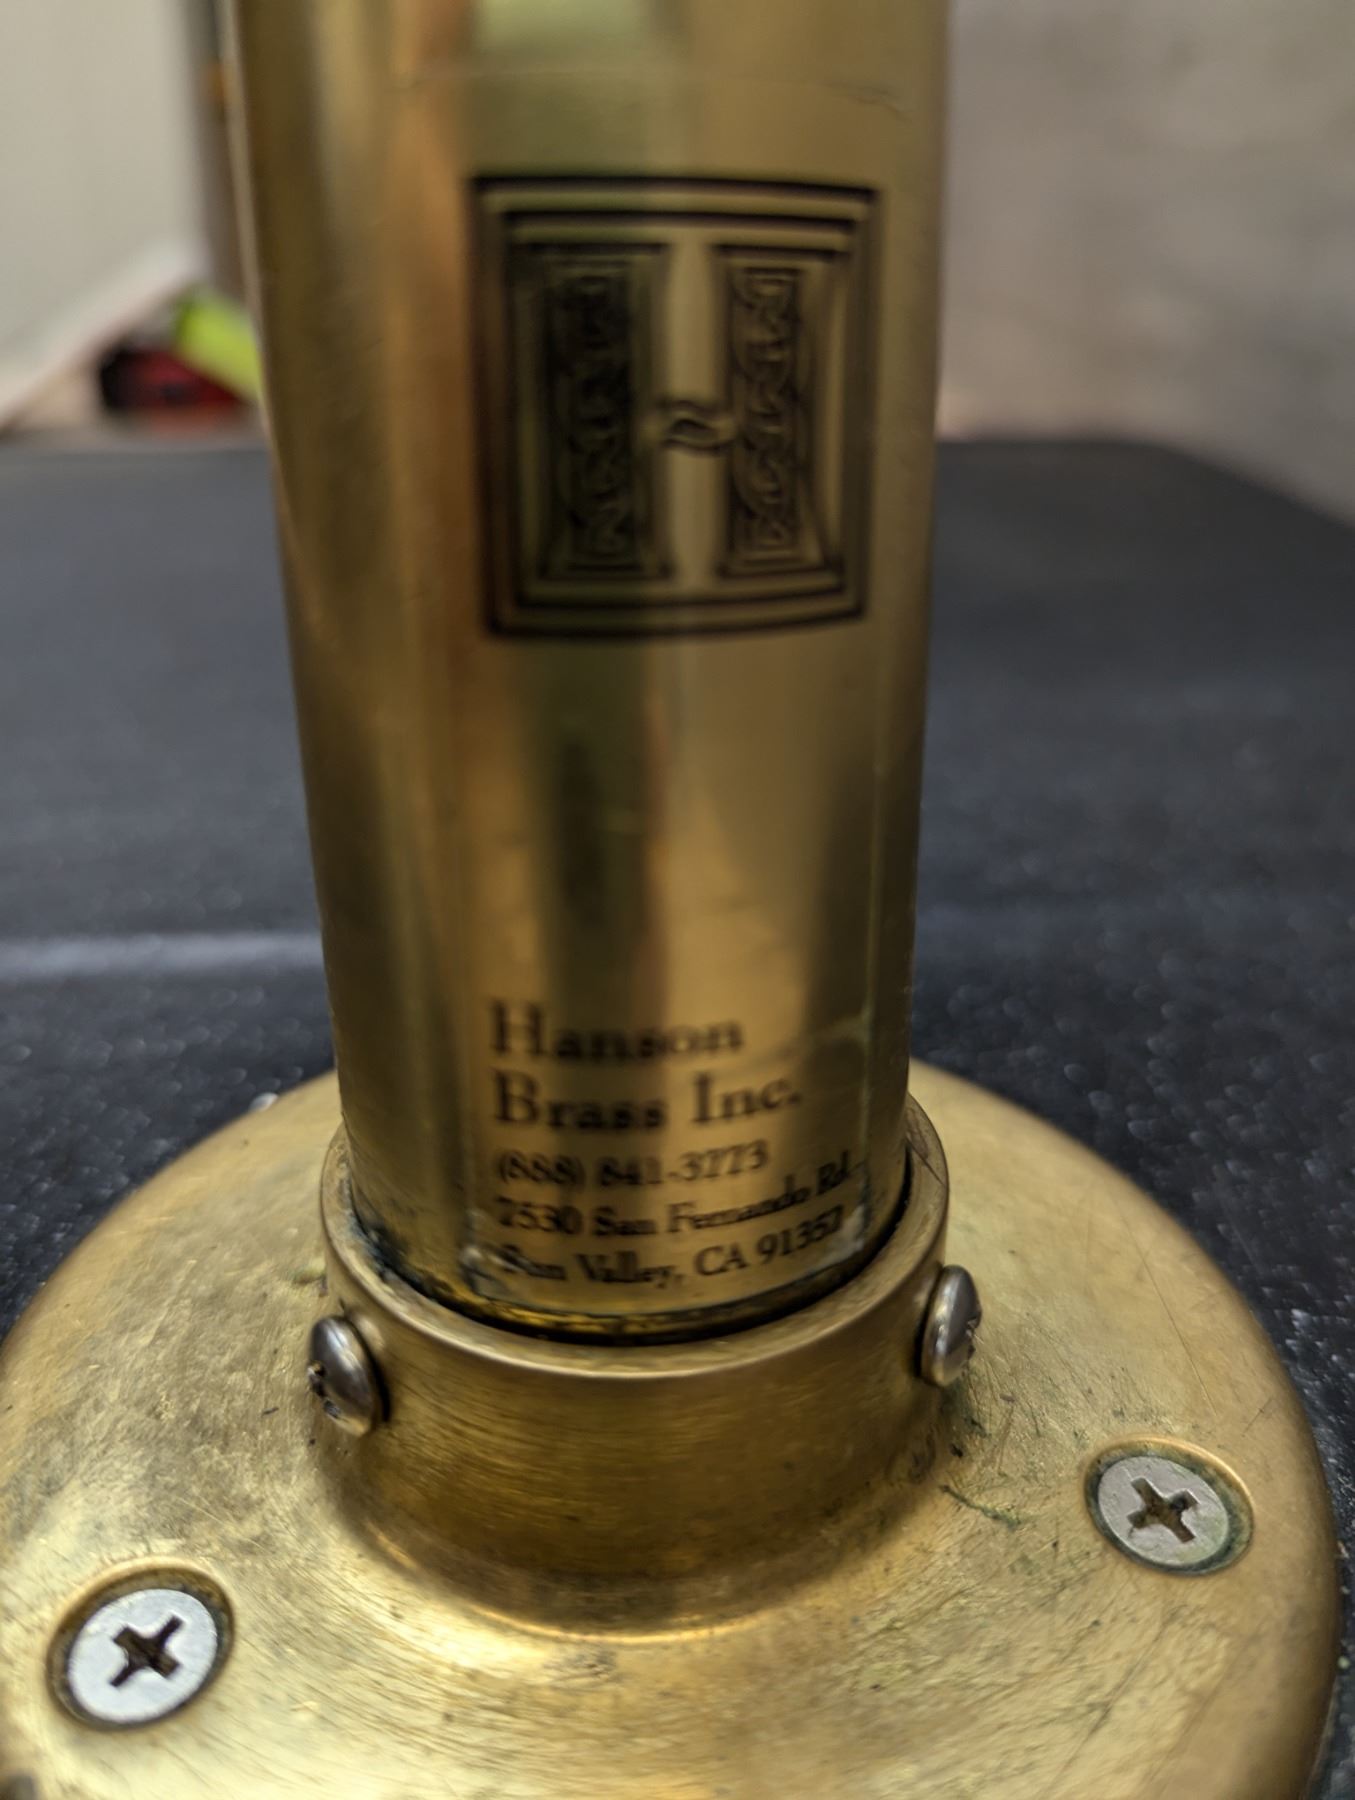 H
Hanson
Brass Inc.
(888) 841-3773
7530 San Fernando Rd.
Sun Valley, CA 91352